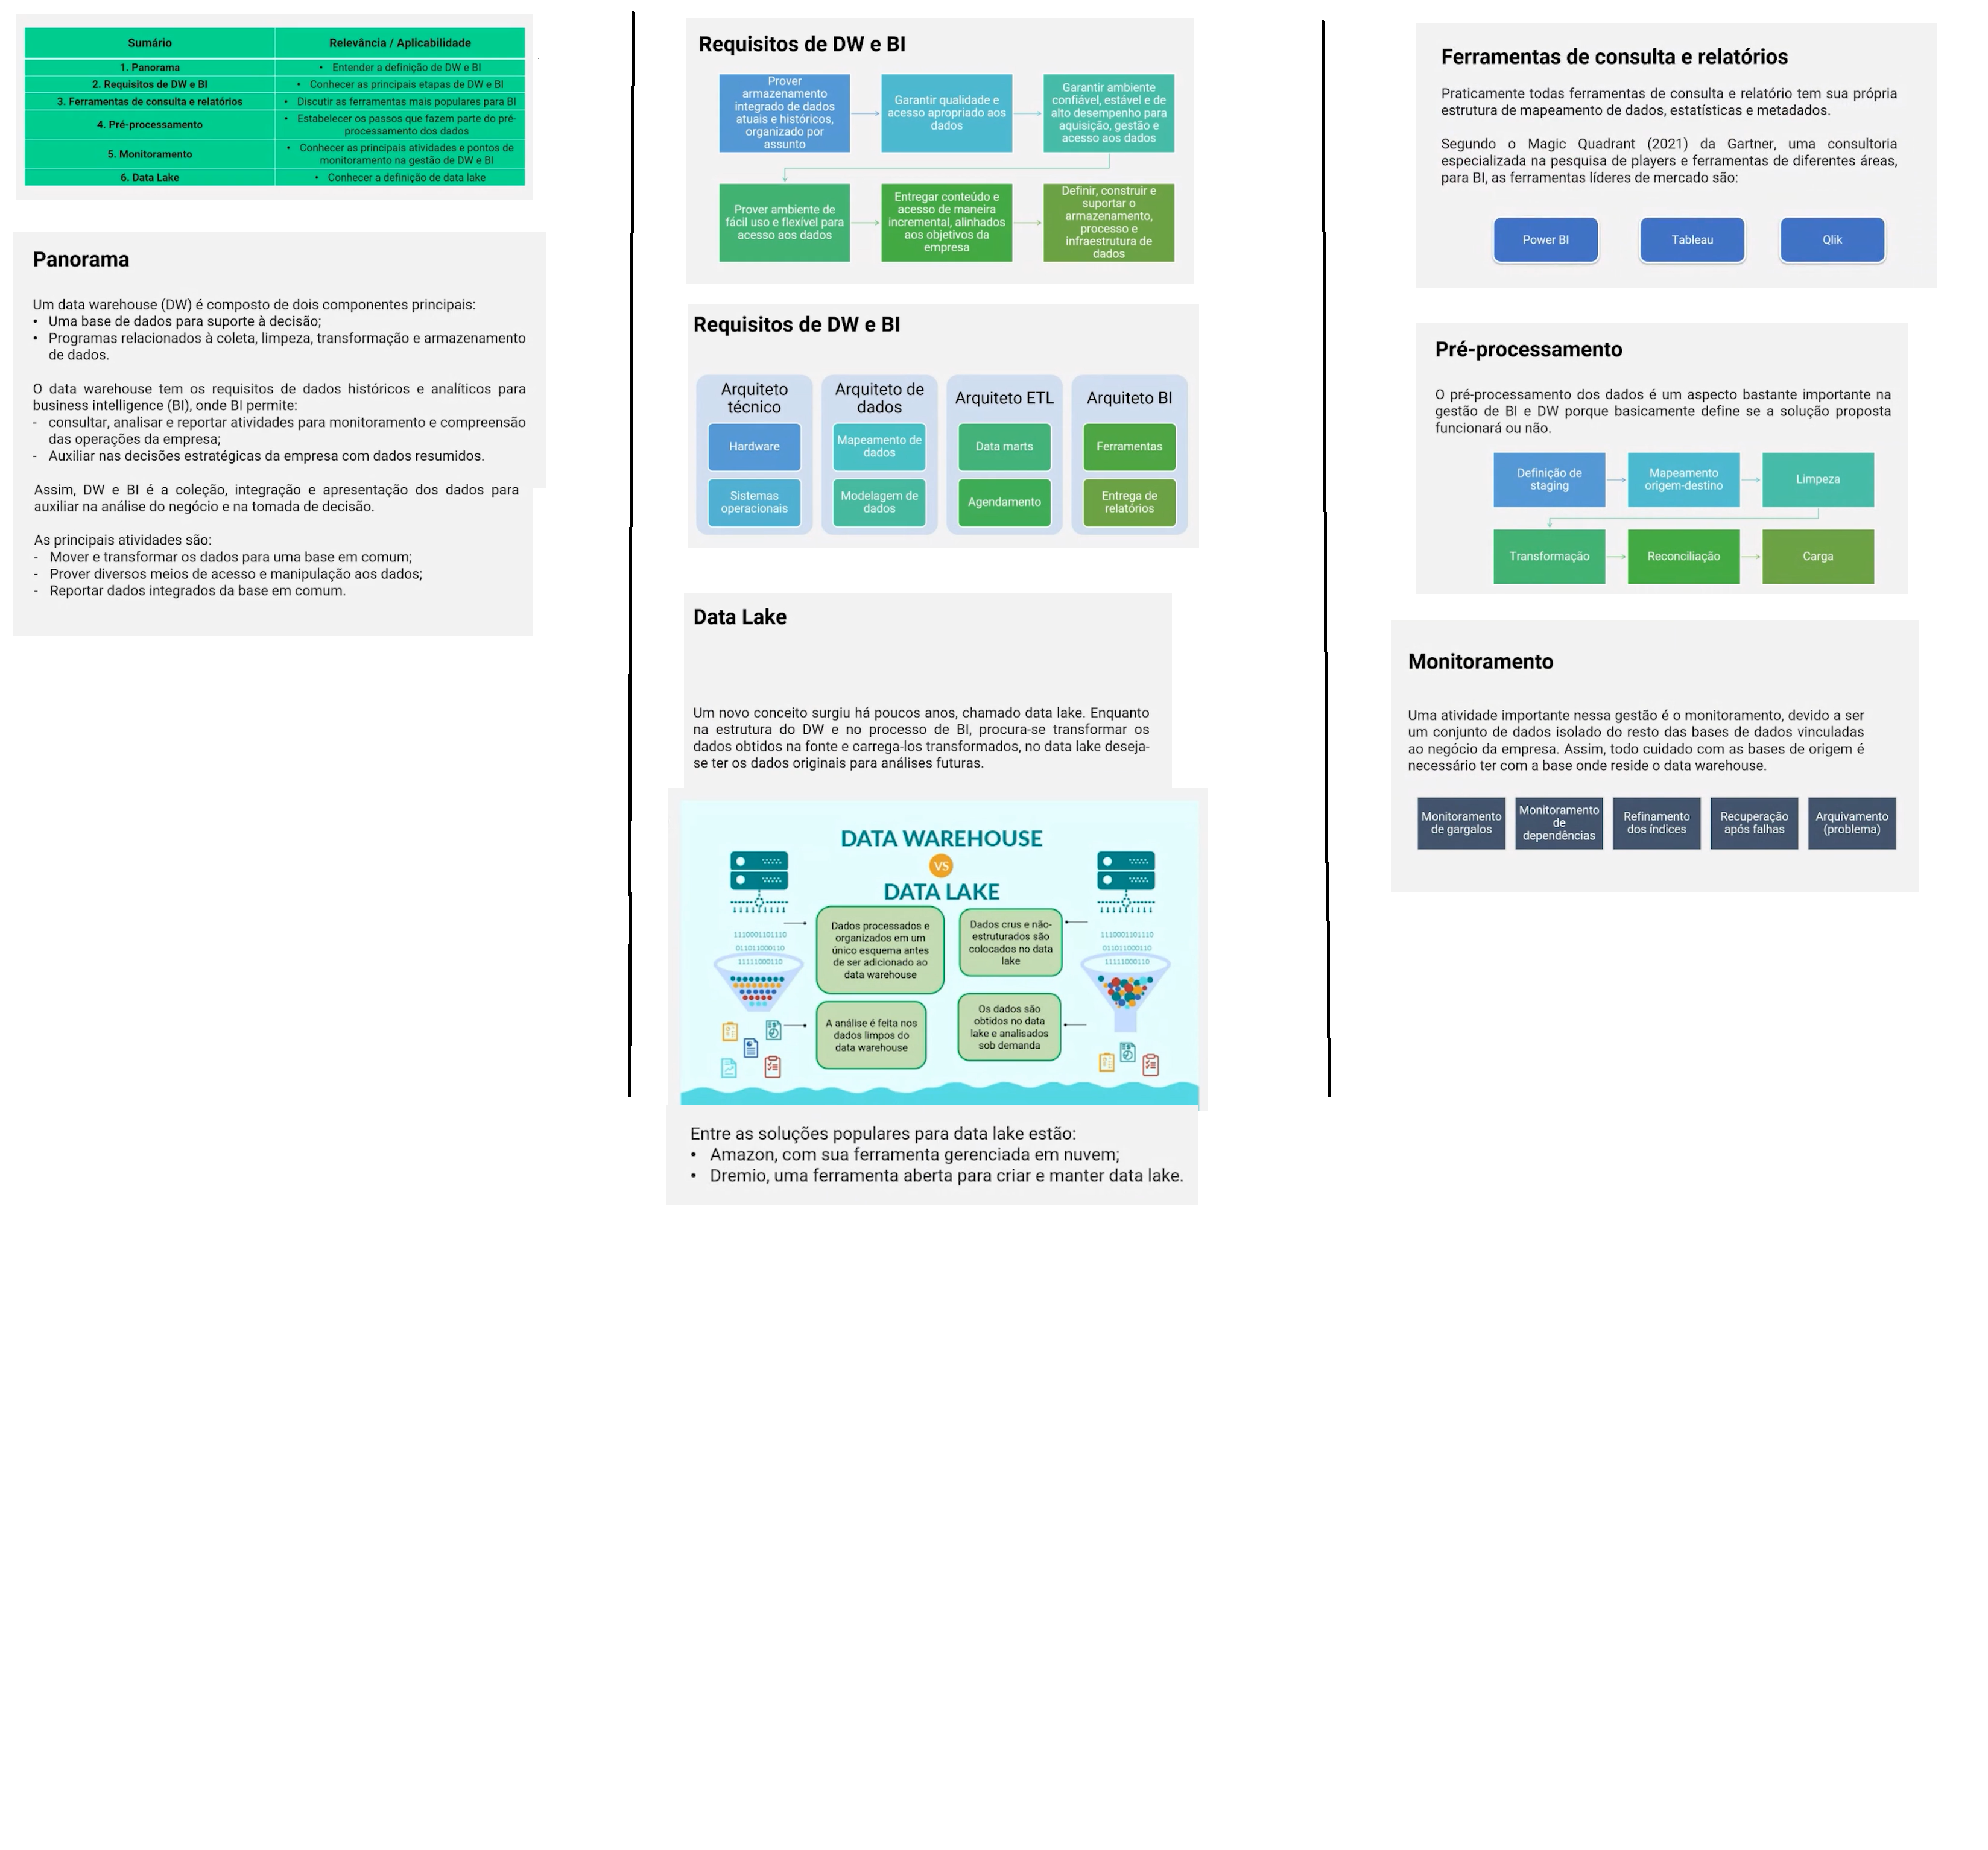 Sumário
Relevância / Aplicabilidade
1. Panorama
• Entender a definição de DW e BI
2. Requisitos de DW e BI
• Conhecer as principais etapas de DW e BI
3. Ferramentas de consulta e relatórios
• Discutir as ferramentas mais populares para BI
4. Pré-processamento
• Estabelecer os passos que fazem parte do pré-
processamento dos dados
5. Monitoramento
• Conhecer as principais atividades e pontos de
monitoramento na gestão de DW e BI
6. Data Lake
• Conhecer a definição de data lake
Panorama
Um data warehouse (DW) é composto de dois componentes principais:
• Uma base de dados para suporte à decisão;
• Programas relacionados à coleta, limpeza, transformação e armazenamento
de dados.
O data warehouse tem os requisitos de dados históricos e analíticos para
business intelligence (BI), onde BI permite:
- consultar, analisar e reportar atividades para monitoramento e compreensão
das operações da empresa;
- Auxiliar nas decisões estratégicas da empresa com dados resumidos.
Assim, DW e BI é a coleção, integração e apresentação dos dados para
auxiliar na análise do negócio e na tomada de decisão.
As principais atividades são:
- Mover e transformar os dados para uma base em comum;
- Prover diversos meios de acesso e manipulação aos dados;
- Reportar dados integrados da base em comum.
Requisitos de DW e BI
Prover
armazenamento
integrado de dados
atuais e históricos,
organizado por
assunto
Garantir qualidade e
acesso apropriado aos
dados
Garantir ambiente
confiável, estável e de
alto desempenho para
aquisição, gestão e
acesso aos dados
Prover ambiente de
fácil uso e flexível para
acesso aos dados
Entregar conteúdo e
acesso de maneira
incremental, alinhados
aos objetivos da
empresa
Definir, construir e
suportar o
armazenamento,
processo e
infraestrutura de
dados
Requisitos de DW e BI
Arquiteto
técnico
Hardware
Sistemas
operacionais
Arquiteto de
dados
Mapeamento de
dados
Modelagem de
dados
Arquiteto ETL
Data marts
Agendamento
Arquiteto BI
Ferramentas
Entrega de
relatórios
Data Lake
Um novo conceito surgiu há poucos anos, chamado data lake. Enquanto
na estrutura do DW e no processo de BI, procura-se transformar os
dados obtidos na fonte e carrega-los transformados, no data lake deseja-
se ter os dados originais para análises futuras.
DATA WAREHOUSE
VS
DATA LAKE
1110001101110
011011000110
11111000110
Dados processados e
organizados em um
único esquema antes
de ser adicionado ao
data warehouse
A análise é feita nos
dados limpos do
data warehouse
Dados crus e não-
estruturados são
colocados no data
lake
Os dados são
obtidos no data
lake e analisados
sob demanda
1110001101110
011011000110
11111000110
Entre as soluções populares para data lake estão:
• Amazon, com sua ferramenta gerenciada em nuvem;
• Dremio, uma ferramenta aberta para criar e manter data lake.
Ferramentas de consulta e relatórios
Praticamente todas ferramentas de consulta e relatório tem sua própria
estrutura de mapeamento de dados, estatísticas e metadados.
Segundo o Magic Quadrant (2021) da Gartner, uma consultoria
especializada na pesquisa de players e ferramentas de diferentes áreas,
para BI, as ferramentas líderes de mercado são:
Power BI
Tableau
Qlik
Pré-processamento
O pré-processamento dos dados é um aspecto bastante importante na
gestão de BI e DW porque basicamente define se a solução proposta
funcionará ou não.
Definição de
staging
Mapeamento
origem-destino
Limpeza
Transformação
Reconciliação
Carga
Monitoramento
Uma atividade importante nessa gestão é o monitoramento, devido a ser
um conjunto de dados isolado do resto das bases de dados vinculadas
ao negócio da empresa. Assim, todo cuidado com as bases de origem é
necessário ter com a base onde reside o data warehouse.
Monitoramento
de gargalos
Monitoramento
de
dependências
Refinamento
dos índices
Recuperação
após falhas
Arquivamento
(problema)